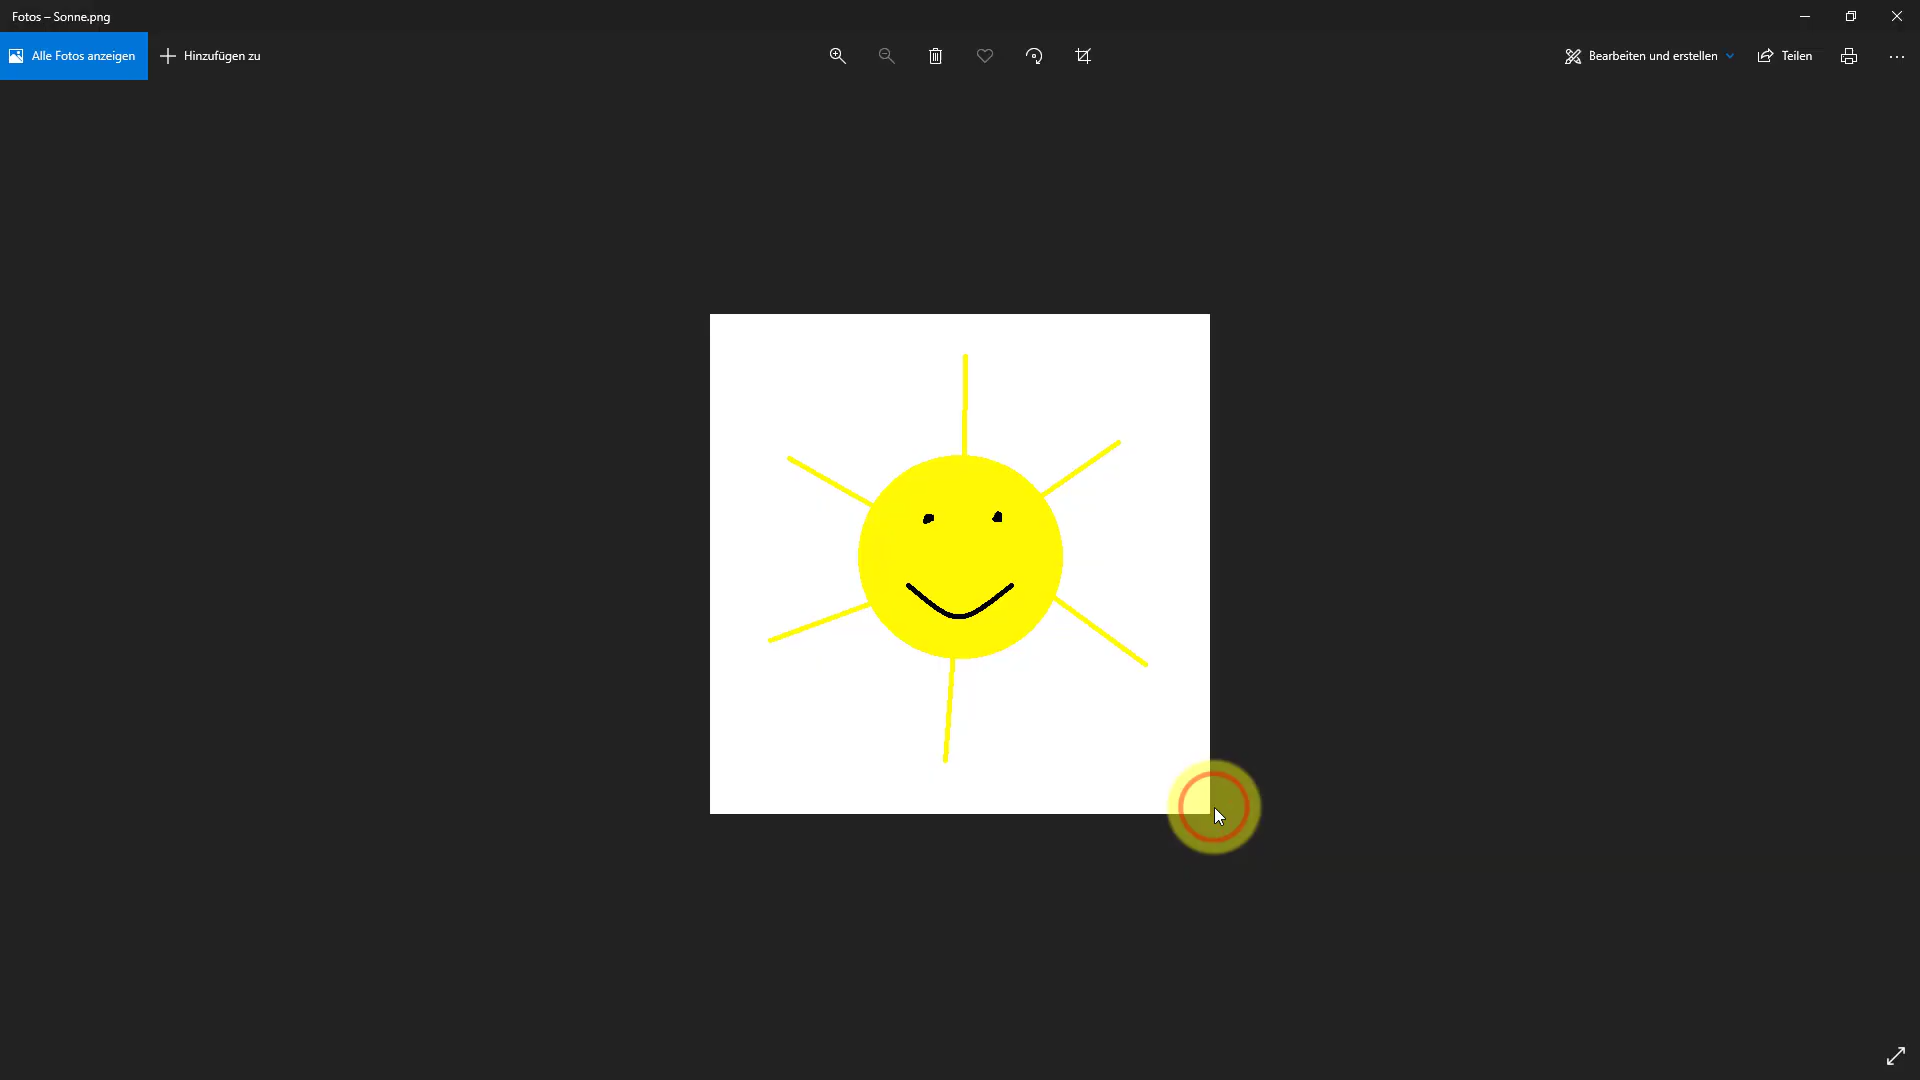 Fotos – Sonne.png
Alle Fotos anzeigen
Hinzufügen zu
Bearbeiten und erstellen
Teilen